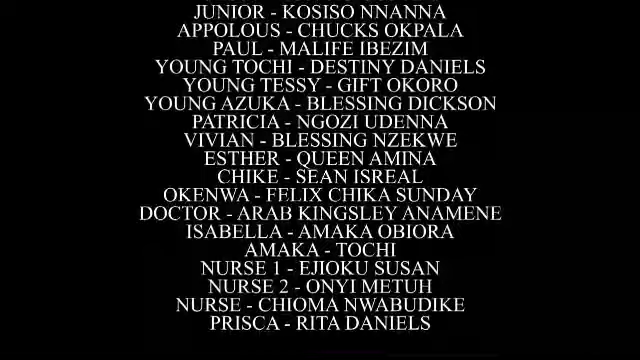 JUNIOR - KOSISO NNANNA
APPOLOUS - CHUCKS OKPALA
PAUL - MALIFE IBEZIM
YOUNG TOCHI - DESTINY DANIELS
YOUNG TESSY - GIFT OKORO
YOUNG AZUKA - BLESSING DICKSON
PATRICIA - NGOZI UDENNA
VIVIAN - BLESSING NZEKWE
ESTHER - QUEEN AMINA
CHIKE - SEAN ISREAL
OKENWA - FELIX CHIKA SUNDAY
DOCTOR - ARAB KINGSLEY ANAMENE
ISABELLA - AMAKA OBIORA
AMAKA - TOCHI
NURSE 1 - EJIOKU SUSAN
NURSE 2 - ONYI METUH
NURSE - CHIOMA NWABUDIKE
PRISCA - RITA DANIELS